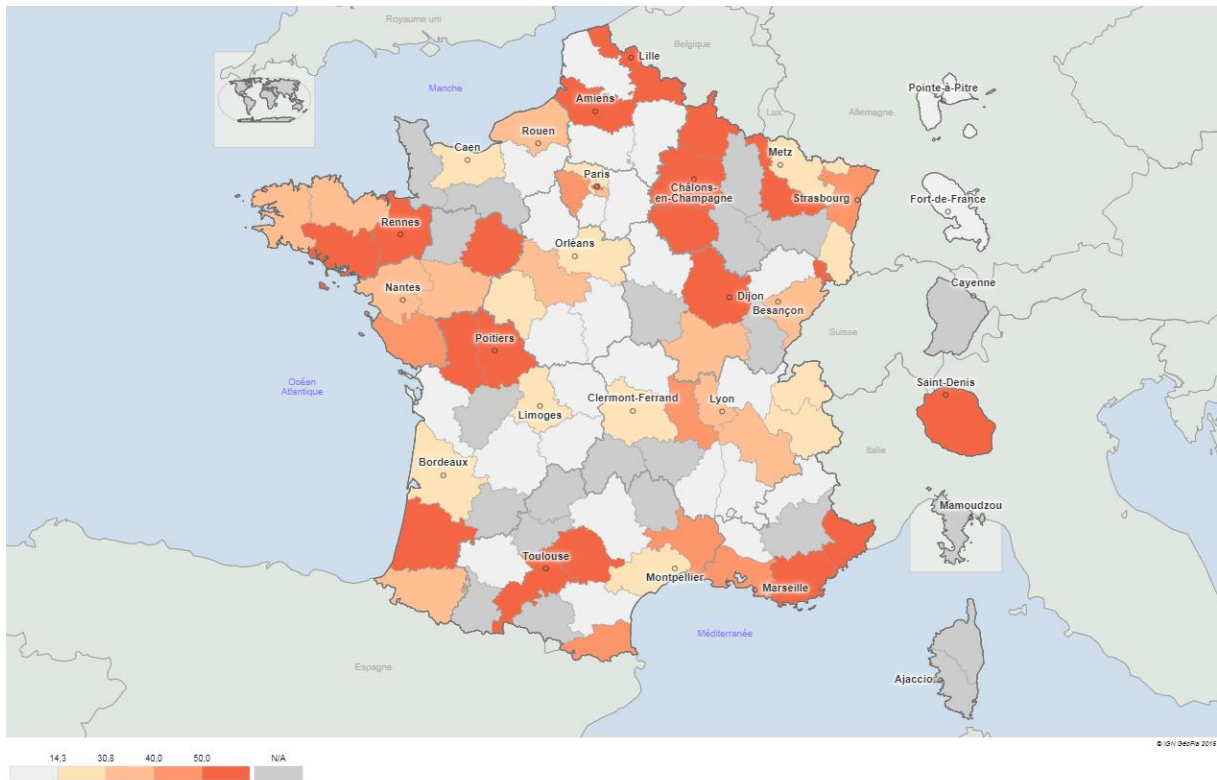 Royaume uni
Belgique
Lille
Manche
Amiens
Lux.
Allemagne
Pointe-à-Pitre
Rouen
Caen
Metz
Paris
Châlons-
en-Champagne
Strasbourg
Fort-de-France
Rennes
Orléans
Cayenne
Nantes
Dijon
Besançon
Suisse
Poitiers
Océan
Atlantique
Saint-Denis
Clermont-Ferrand
Lyon
Limoges
Italie
Bordeaux
Mamoudzou
Toulouse
Montpellier
Marseille
Méditerranée
Espagne
Ajaccio
© IGN GéoFla 2015
14,3 30,8 40,0 50,0 N/A